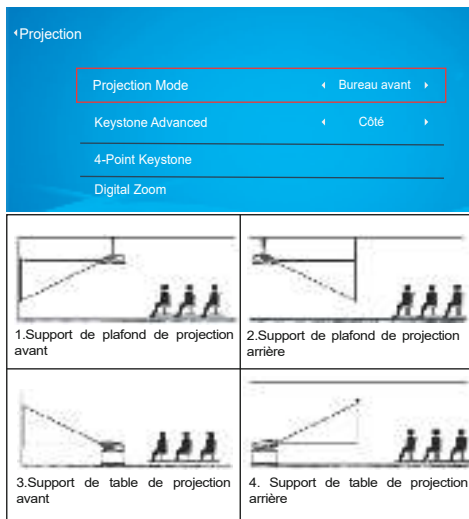 Projection
Projection Mode
Bureau avant
Keystone Advanced
Côté
4-Point Keystone
Digital Zoom
1.Support de plafond de projection
avant
2.Support de plafond de projection
arrière
3.Support de table de projection
avant
4. Support de table de projection
arrière